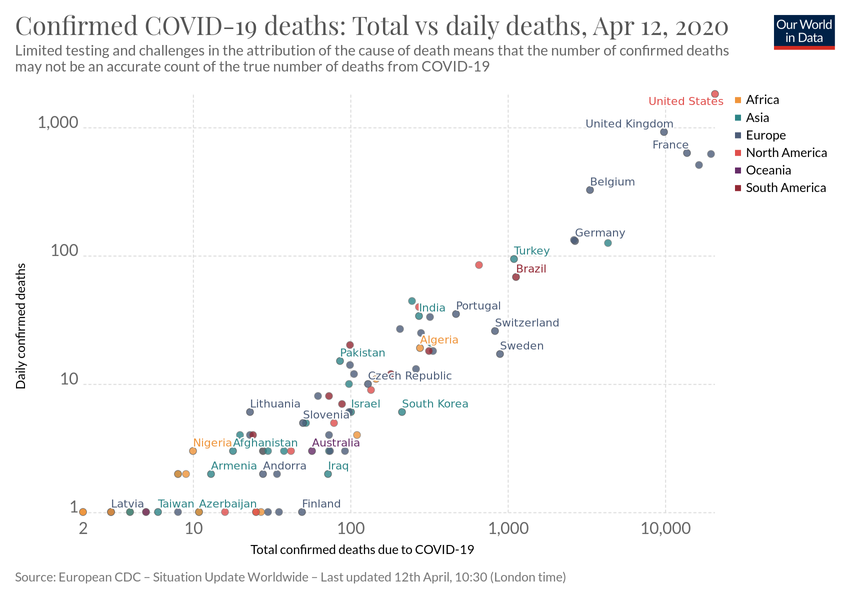 Confirmed COVID-19 deaths: Total vs daily deaths, Apr 12, 2020
Our World
in Data
Limited testing and challenges in the attribution of the cause of death means that the number of confirmed deaths
may not be an accurate count of the true number of deaths from COVID-19
Africa
Asia
Europe
North America
Oceania
South America
Daily confirmed deaths
1,000
100
10
1
United States
United Kingdom
France
Belgium
Germany
Turkey
Brazil
India
Portugal
Switzerland
Algeria
Sweden
Pakistan
Czech Republic
Lithuania
Israel
South Korea
Slovenia
Nigeria
Afghanistan
Australia
Armenia
Andorra
Iraq
Latvia
Taiwan
Azerbaijan
Finland
2
10
100
1,000
10,000
Total confirmed deaths due to COVID-19
Source: European CDC – Situation Update Worldwide – Last updated 12th April, 10:30 (London time)